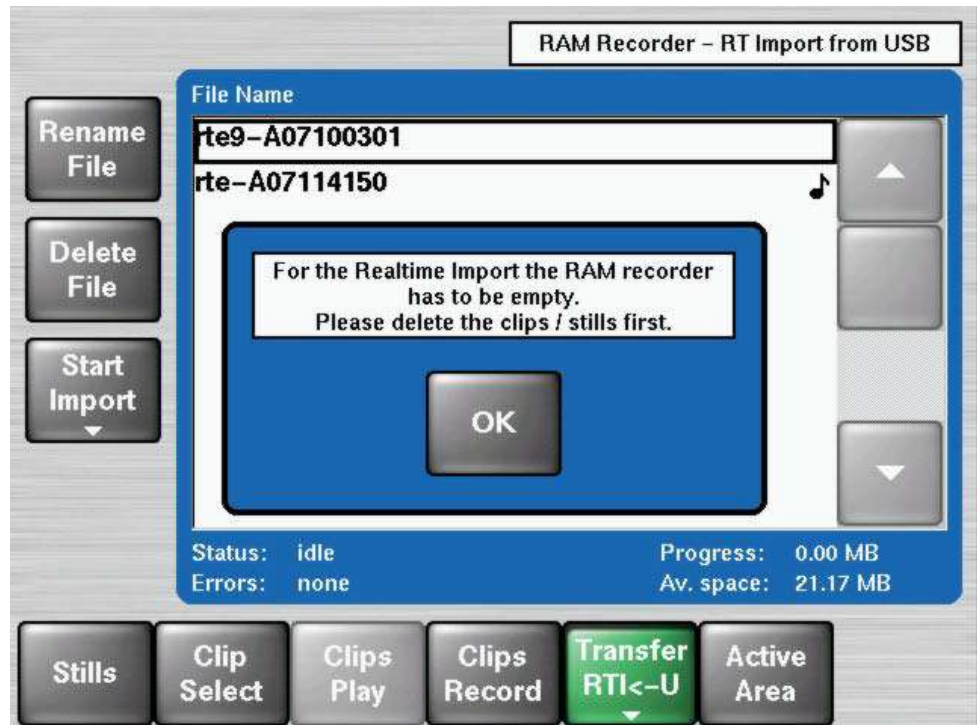 RAM Recorder – RT Import from USB
File Name
Rename
File
rte9–A07100301
rte–A07114150
Delete
File
For the Realtime Import the RAM recorder
has to be empty.
Please delete the clips / stills first.
Start
Import
OK
Status: idle
Progress: 0.00 MB
Errors: none
Av. space: 21.17 MB
Stills
Clip
Select
Clips
Play
Clips
Record
Transfer
RTI<–U
Active
Area